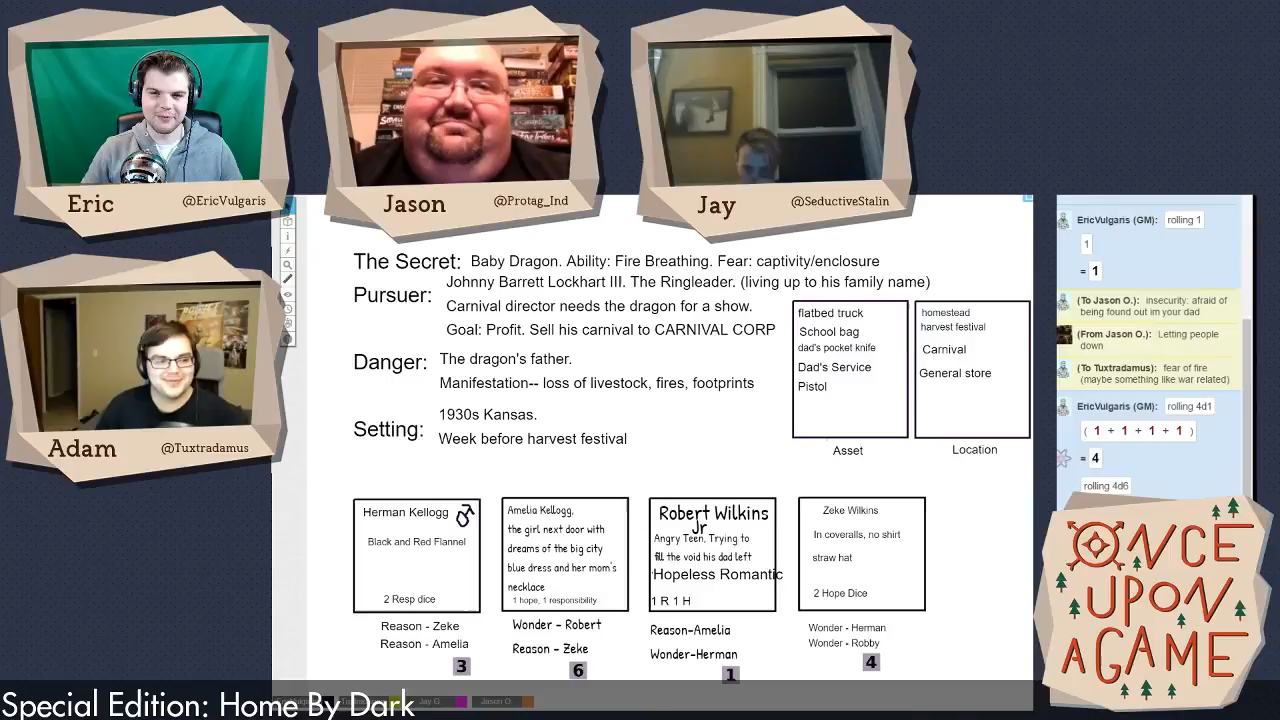 Eric @EricVulgaris
Jason @Protag_Ind
Jay @SeductiveStalin
Adam @Tuxtradamus
The Secret: Baby Dragon. Ability: Fire Breathing. Fear: captivity/enclosure
Pursuer: Johnny Barrett Lockhart III. The Ringleader. (living up to his family name)
Carnival director needs the dragon for a show.
Goal: Profit. Sell his carnival to CARNIVAL CORP
Danger: The dragon's father.
Manifestation-- loss of livestock, fires, footprints
Setting: 1930s Kansas.
Week before harvest festival
flatbed truck
School bag
dad's pocket knife
Dad's Service
Pistol
Asset
homestead
harvest festival
Carnival
General store
Location
Herman Kellogg
Black and Red Flannel
2 Resp dice
Reason - Zeke
Reason - Amelia
3
Amelia Kellogg,
the girl next door with
dreams of the big city
blue dress and her mom's
necklace
1 hope, 1 responsibility
Wonder - Robert
Reason - Zeke
6
Robert Wilkins
Jr
Angry Teen, Trying to
fill the void his dad left
Hopeless Romantic
1 R 1 H
Reason-Amelia
Wonder-Herman
1
Zeke Wilkins
In coveralls, no shirt
straw hat
2 Hope Dice
Wonder - Herman
Wonder - Robby
4
EricVulgaris (GM): rolling 1
1
= 1
(To Jason O.): insecurity: afraid of
being found out im your dad
(From Jason O.): Letting people
down
(To Tuxtradamus): fear of fire
(maybe something like war related)
EricVulgaris (GM): rolling 4d1
( 1 + 1 + 1 + 1 )
= 4
rolling 4d6
ONCE
UPON
A GAME
Jay G
Jason O.
Special Edition: Home By Dark